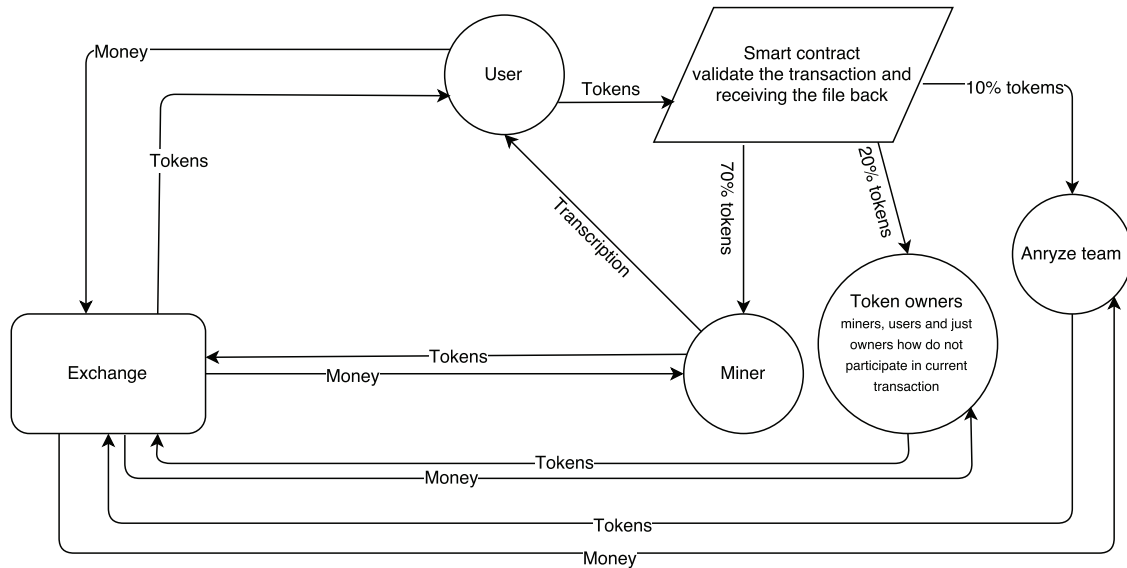 Money
User
Tokens
Smart contract
validate the transaction and
receiving the file back
10% tokems
Tokens
70% tokens
20% tokens
Transcription
Anryze team
Token owners
miners, users and just
owners how do not
participate in current
transaction
Exchange
Tokens
Money
Miner
Tokens
Money
Tokens
Money